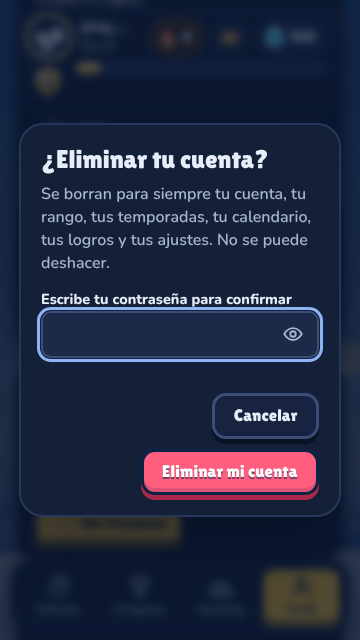 ¿Eliminar tu cuenta?
Se borran para siempre tu cuenta, tu
rango, tus temporadas, tu calendario,
tus logros y tus ajustes. No se puede
deshacer.
Escribe tu contraseña para confirmar
Cancelar
Eliminar mi cuenta